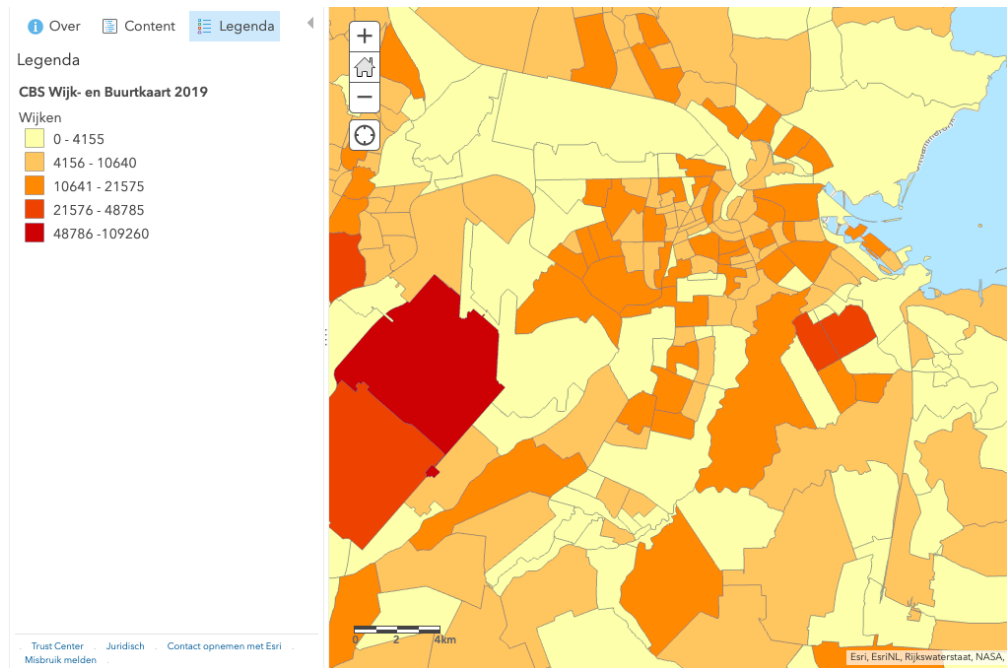 Over Content Legenda
Legenda
CBS Wijk- en Buurtkaart 2019
Wijken
0 - 4155
4156 - 10640
10641 - 21575
21576 - 48785
48786 -109260
Trust Center . Juridisch . Contact opnemen met Esri .
. Misbruik melden .
+
−
0 2 4km
Esri, EsriNL, Rijkswaterstaat, NASA,